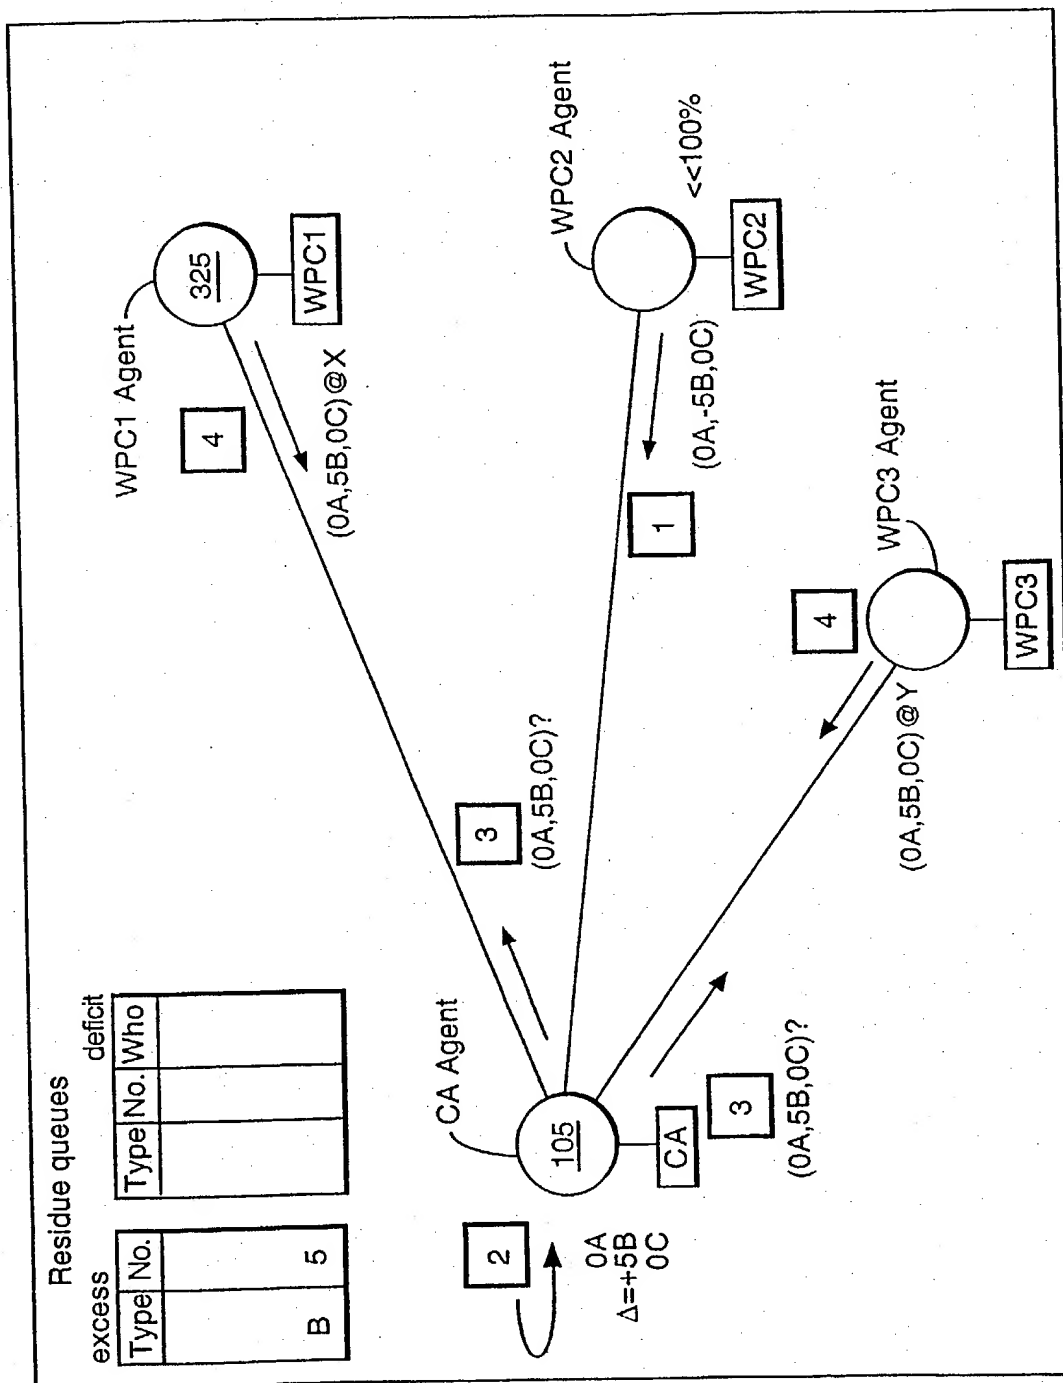 Residue queues
excess
Type No.
B 5
deficit
Type No. Who
WPC1 Agent
325
WPC1
4
(0A,5B,0C)@X
CA Agent
105
CA
2
0A
Δ=+5B
0C
3
(0A,5B,0C)?
3
(0A,5B,0C)?
WPC2 Agent
<<100%
WPC2
(0A,-5B,0C)
1
WPC3 Agent
4
WPC3
(0A,5B,0C)@Y